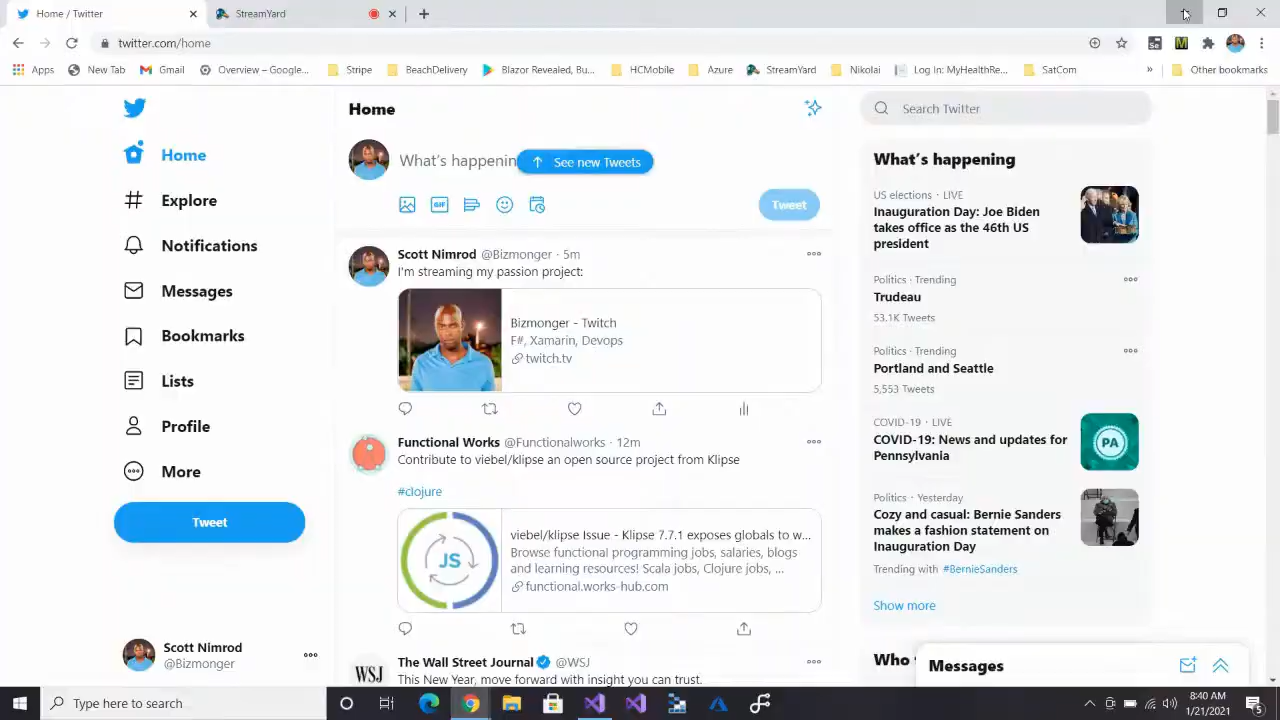 Home / Twitter
StreamYard
twitter.com/home
Apps
New Tab
Gmail
Overview – Google...
Stripe
BeachDelivery
Blazor Revealed, Bu...
HCMobile
Azure
StreamYard
Nikolai
Log In: MyHealthRe...
SatCom
»
Other bookmarks
Home
Explore
Notifications
Messages
Bookmarks
Lists
Profile
More
Tweet
Scott Nimrod
@Bizmonger
Home
What's happenin
See new Tweets
GIF
Tweet
Scott Nimrod @Bizmonger · 5m
I'm streaming my passion project:
Bizmonger - Twitch
F#, Xamarin, Devops
twitch.tv
Functional Works @Functionalworks · 12m
Contribute to viebel/klipse an open source project from Klipse
#clojure
JS
viebel/klipse Issue - Klipse 7.7.1 exposes globals to w...
Browse functional programming jobs, salaries, blogs
and learning resources! Scala jobs, Clojure jobs, ...
functional.works-hub.com
WSJ
The Wall Street Journal @WSJ
This New Year, move forward with insight you can trust.
Search Twitter
What's happening
US elections · LIVE
Inauguration Day: Joe Biden
takes office as the 46th US
president
Politics · Trending
Trudeau
53.1K Tweets
Politics · Trending
Portland and Seattle
5,553 Tweets
COVID-19 · LIVE
COVID-19: News and updates for
Pennsylvania
PA
Politics · Yesterday
Cozy and casual: Bernie Sanders
makes a fashion statement on
Inauguration Day
Trending with #BernieSanders
Show more
Who
Messages
Type here to search
8:40 AM
1/21/2021
5